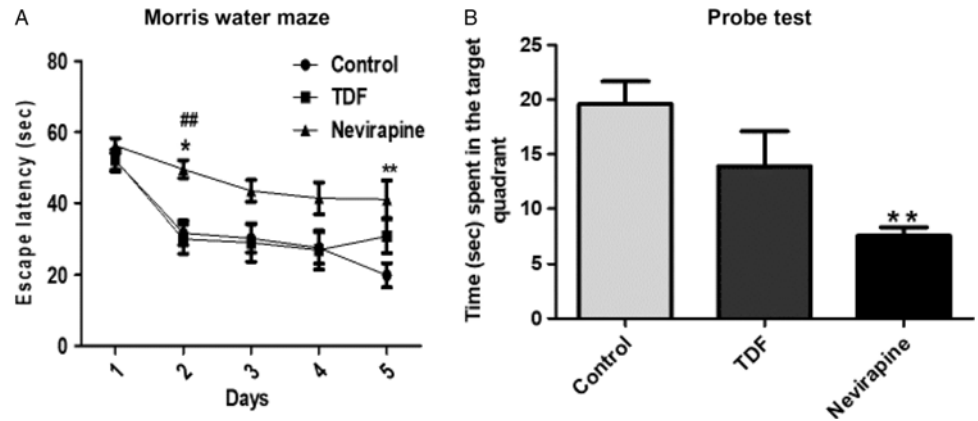 A
Morris water maze
Escape latency (sec)
80
60
40
20
0
Control
TDF
Nevirapine
##
*
**
1
2
3
4
5
Days
B
Probe test
Time (sec) spent in the target
quadrant
25
20
15
10
5
0
**
Control
TDF
Nevirapine